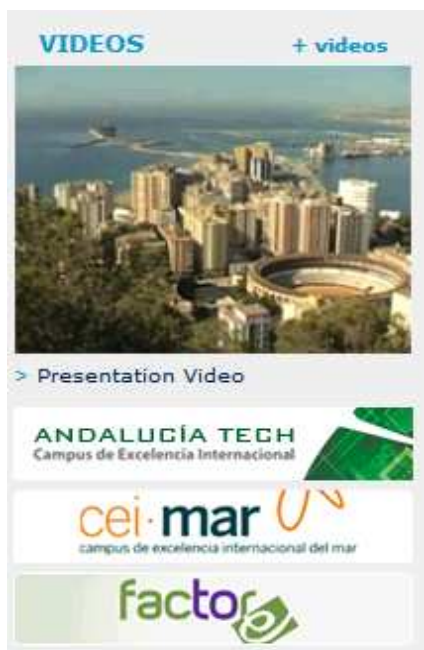 VIDEOS + videos
> Presentation Video
ANDALUCÍA TECH
Campus de Excelencia Internacional
cei·mar
campus de excelencia internacional del mar
factor e